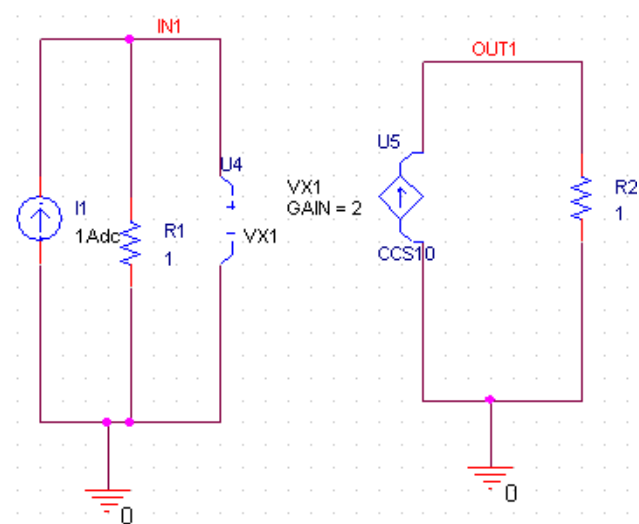 IN1
OUT1
U4
U5
VX1
GAIN = 2
R2
1
I1
1Adc
R1
1
+
-
VX1
CCS10
0
0